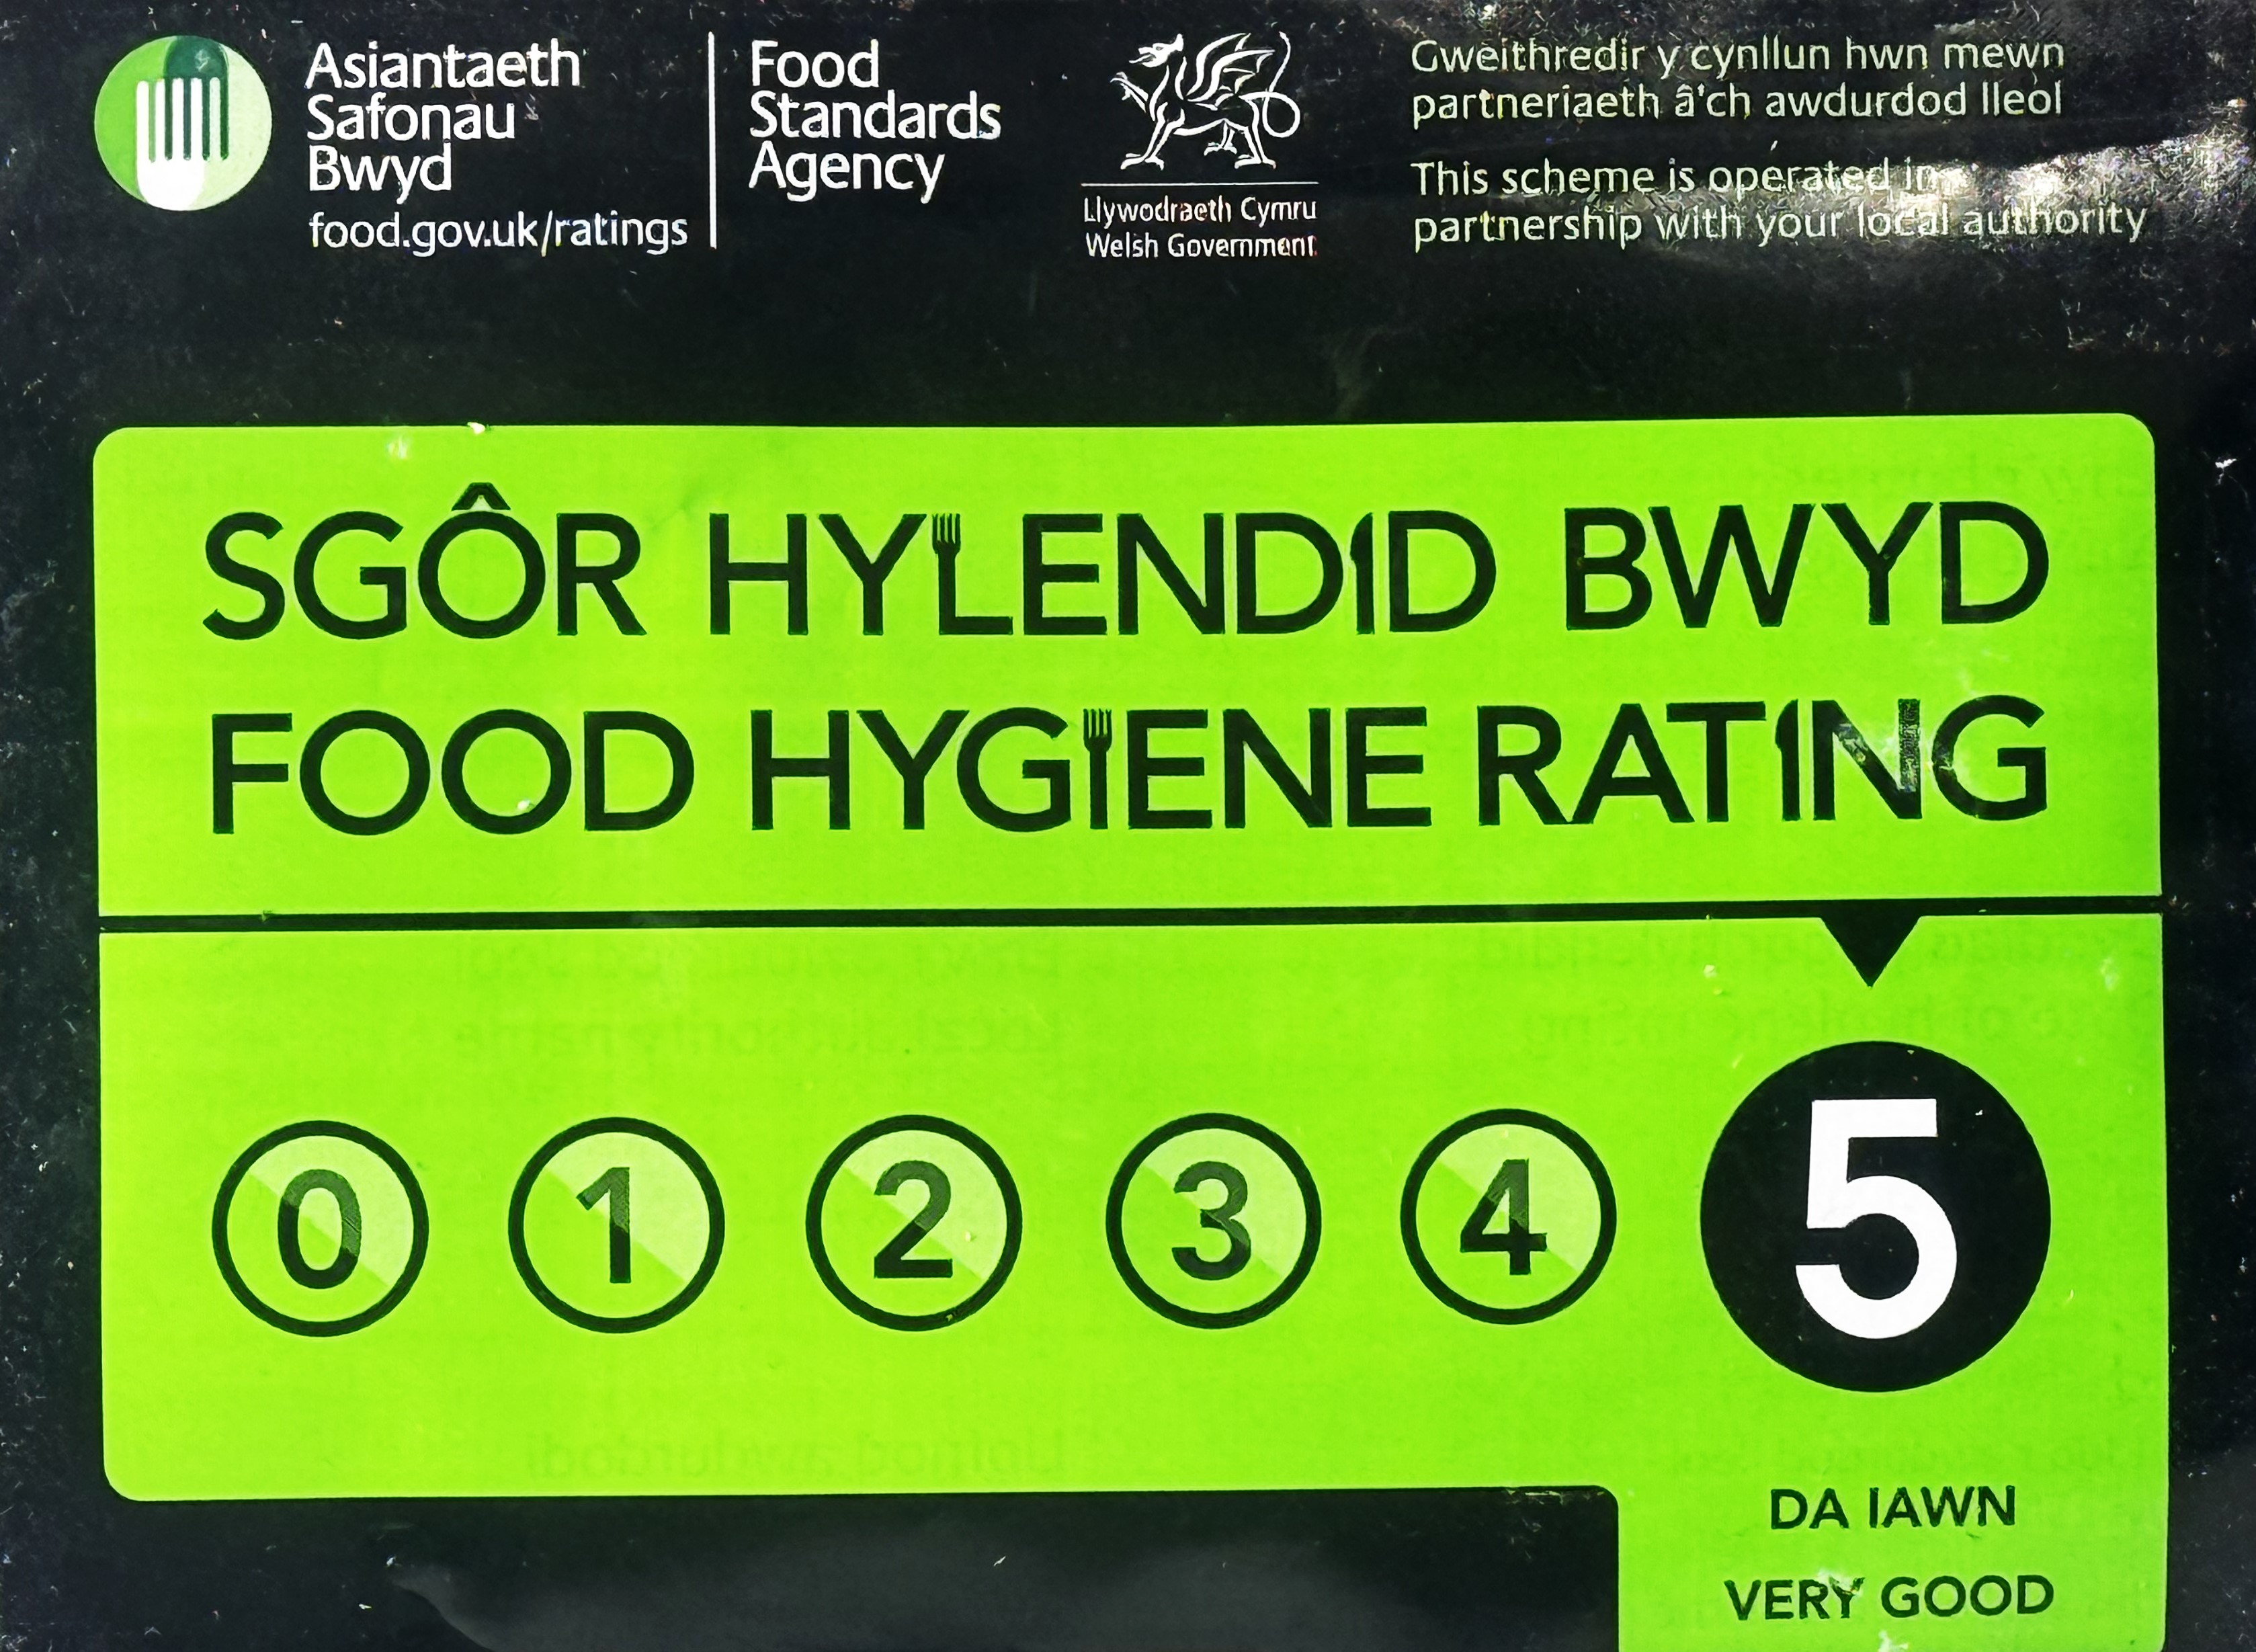 Asiantaeth
Safonau
Bwyd
food.gov.uk/ratings
Food
Standards
Agency
Llywodraeth Cymru
Welsh Government
Gweithredir y cynllun hwn mewn
partneriaeth â'ch awdurdod lleol
This scheme is operated in
partnership with your local authority
SGÔR HYLENDID BWYD
FOOD HYGIENE RATING
0 1 2 3 4 5
DA IAWN
VERY GOOD